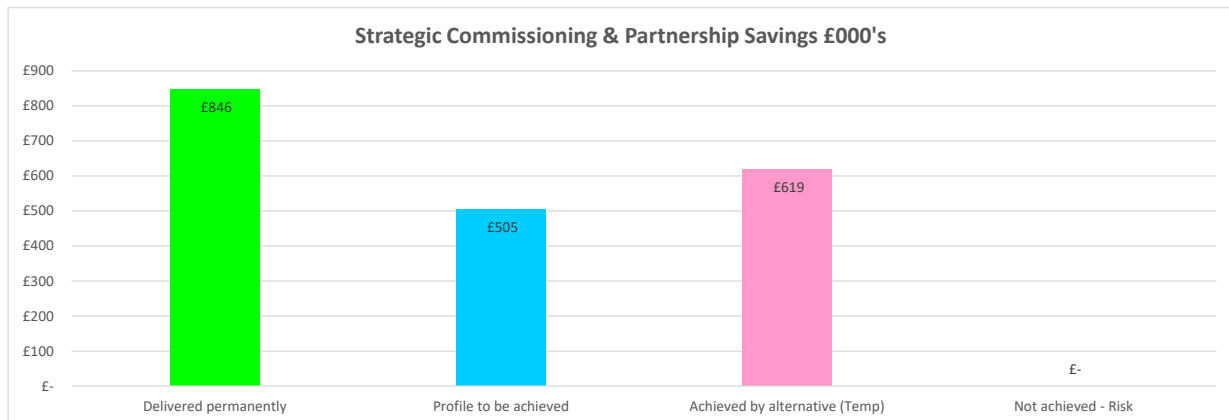 Strategic Commissioning & Partnership Savings £000's
£900
£800
£700
£600
£500
£400
£300
£200
£100
£-
£846
£505
£619
£-
Delivered permanently
Profile to be achieved
Achieved by alternative (Temp)
Not achieved - Risk